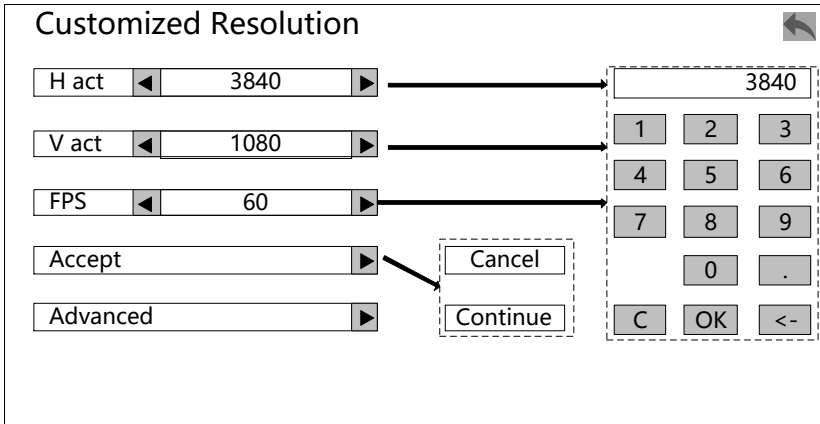 Customized Resolution
H act 3840
V act 1080
FPS 60
Accept
Advanced
Cancel
Continue
3840
1 2 3
4 5 6
7 8 9
0 .
C OK <-